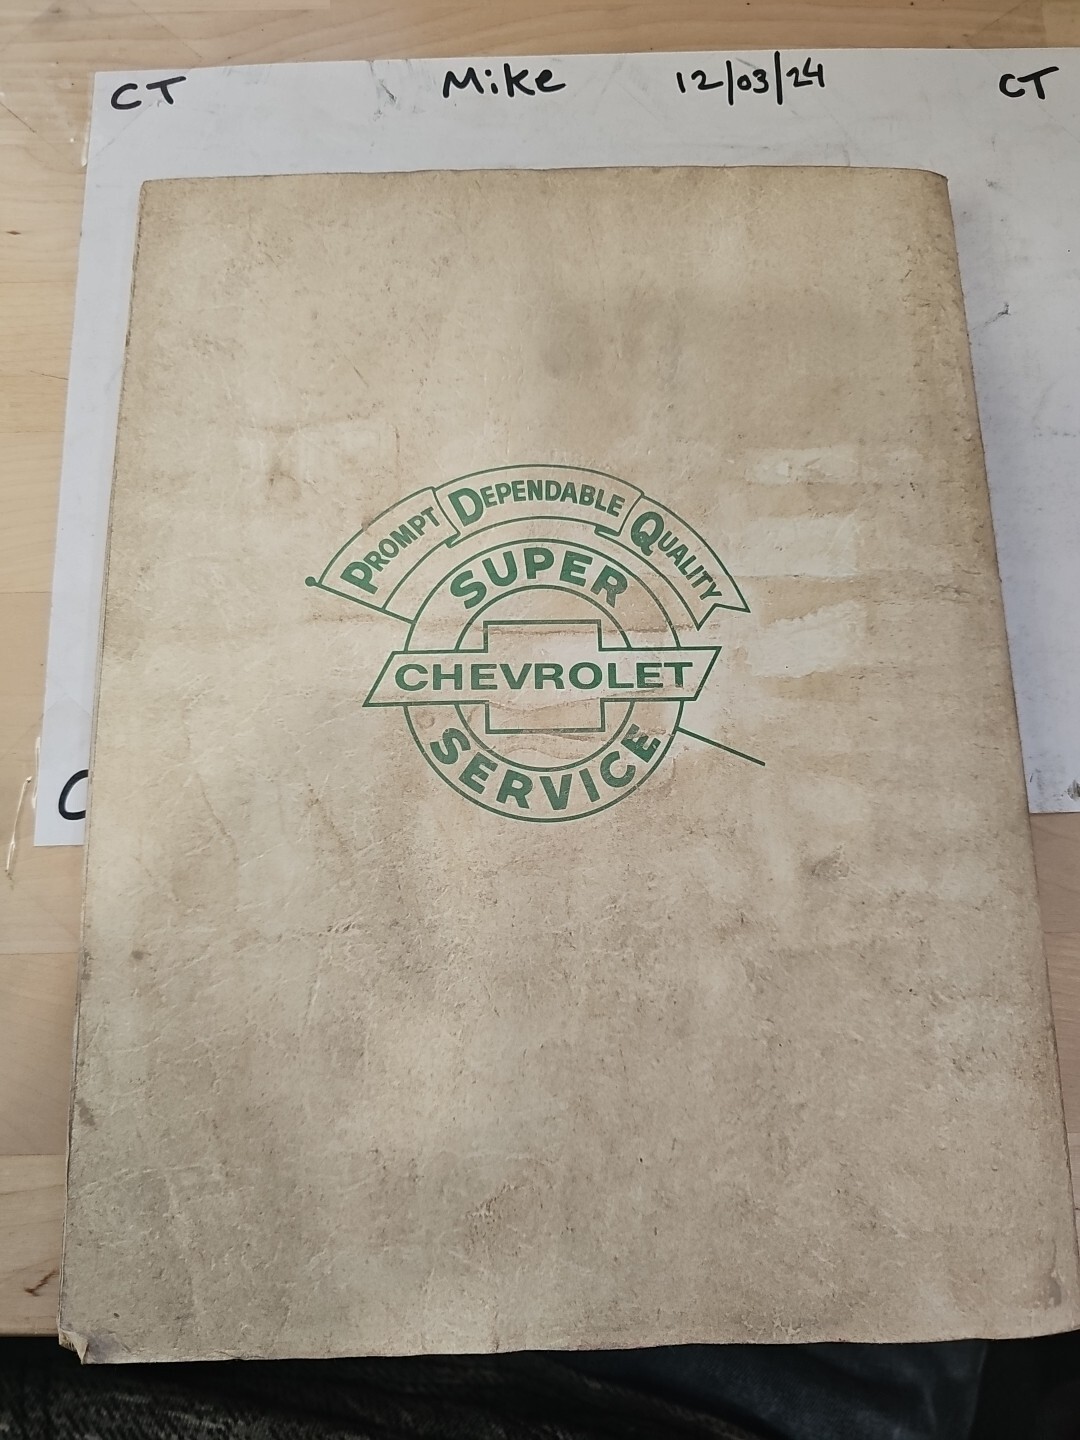 CT Mike 12/03/24 CT
PROMPT DEPENDABLE QUALITY
SUPER
CHEVROLET
SERVICE
C